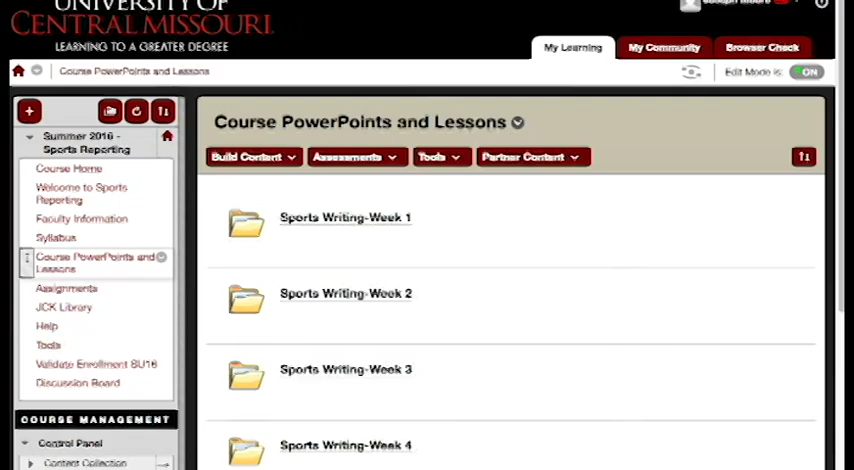 UNIVERSITY OF
CENTRAL MISSOURI
LEARNING TO A GREATER DEGREE
My Learning
My Community
Browser Check
Course PowerPoints and Lessons
Edit Mode is:
ON
Summer 2016 -
Sports Reporting
Course Home
Welcome to Sports
Reporting
Faculty Information
Syllabus
Course PowerPoints and
Lessons
Assignments
JCK Library
Help
Tools
Validate Enrollment SU16
Discussion Board
COURSE MANAGEMENT
Control Panel
Content Collection
Course PowerPoints and Lessons
Build Content
Assessments
Tools
Partner Content
Sports Writing-Week 1
Sports Writing-Week 2
Sports Writing-Week 3
Sports Writing-Week 4